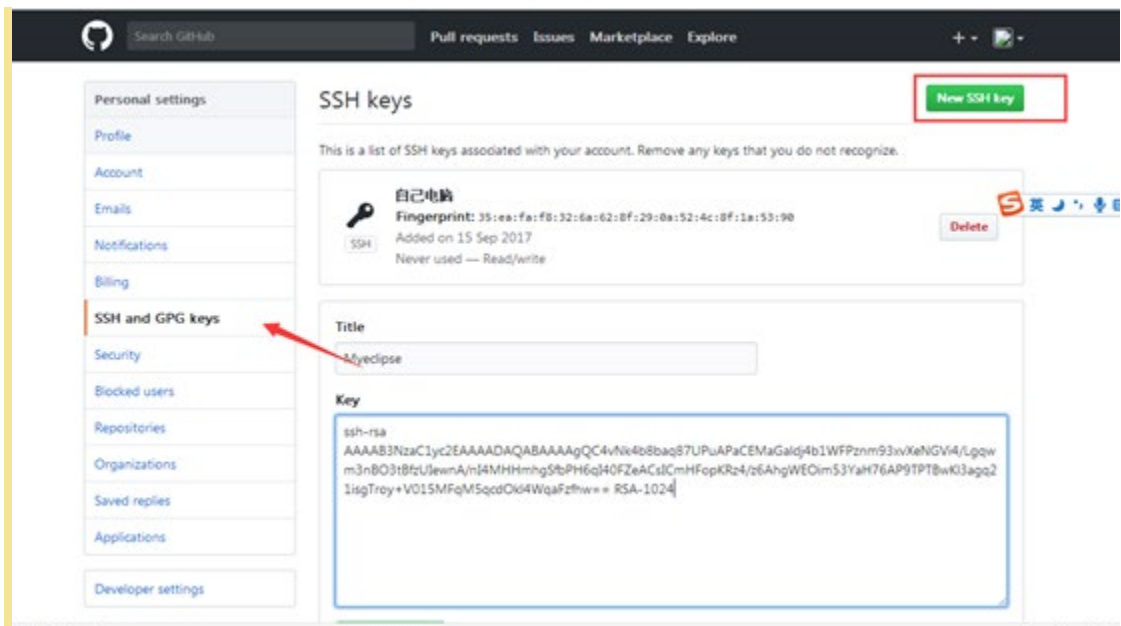 Search GitHub
Pull requests Issues Marketplace Explore
Personal settings
Profile
Account
Emails
Notifications
Billing
SSH and GPG keys
Security
Blocked users
Repositories
Organizations
Saved replies
Applications
Developer settings
SSH keys
New SSH key
This is a list of SSH keys associated with your account. Remove any keys that you do not recognize.
自己电脑
Fingerprint: 35:ea:fa:f8:32:6a:62:8f:29:0a:52:4c:8f:1a:53:90
SSH
Added on 15 Sep 2017
Never used — Read/write
Delete
英
Title
Myeclipse
Key
ssh-rsa
== RSA-1024